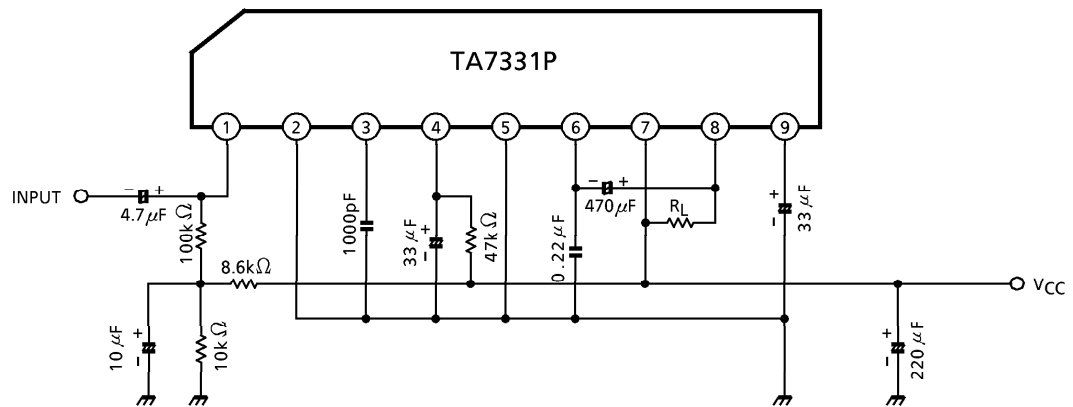 TA7331P
1 2 3 4 5 6 7 8 9
INPUT
− +
4.7μF
100kΩ
8.6kΩ
10μF
+
−
10kΩ
1000pF
33μF
+
−
47kΩ
− +
470μF
RL
0.22μF
+
−
33μF
VCC
+
−
220μF